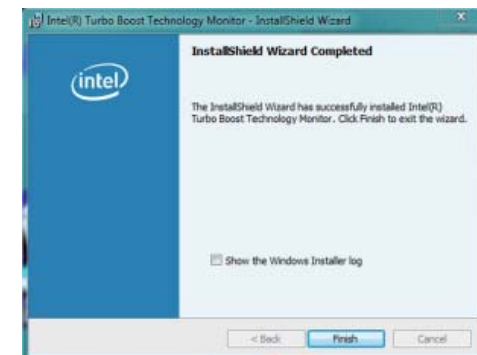 Intel(R) Turbo Boost Technology Monitor - InstallShield Wizard
InstallShield Wizard Completed
intel
The InstallShield Wizard has successfully installed Intel(R)
Turbo Boost Technology Monitor. Click Finish to exit the wizard.
Show the Windows Installer log
< Back
Finish
Cancel